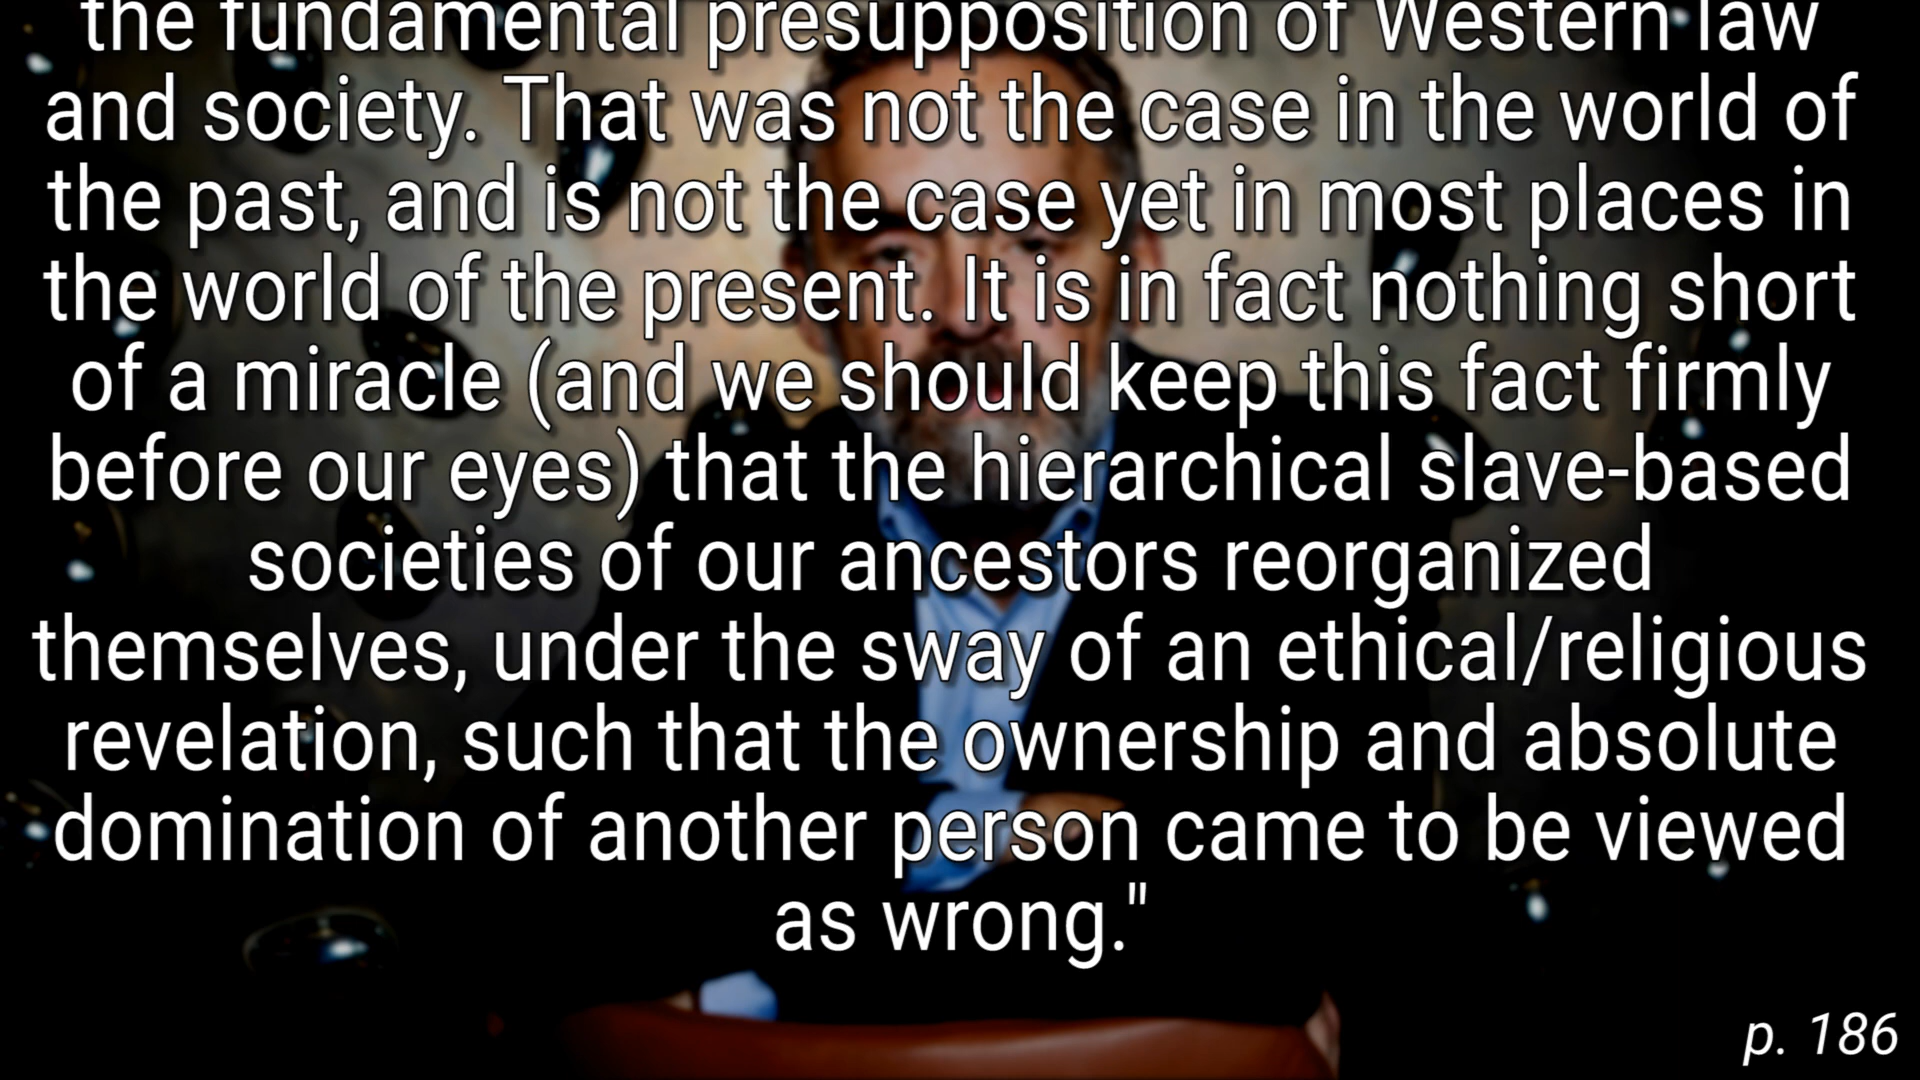 the fundamental presupposition of Western law
and society. That was not the case in the world of
the past, and is not the case yet in most places in
the world of the present. It is in fact nothing short
of a miracle (and we should keep this fact firmly
before our eyes) that the hierarchical slave-based
societies of our ancestors reorganized
themselves, under the sway of an ethical/religious
revelation, such that the ownership and absolute
domination of another person came to be viewed
as wrong."
p. 186